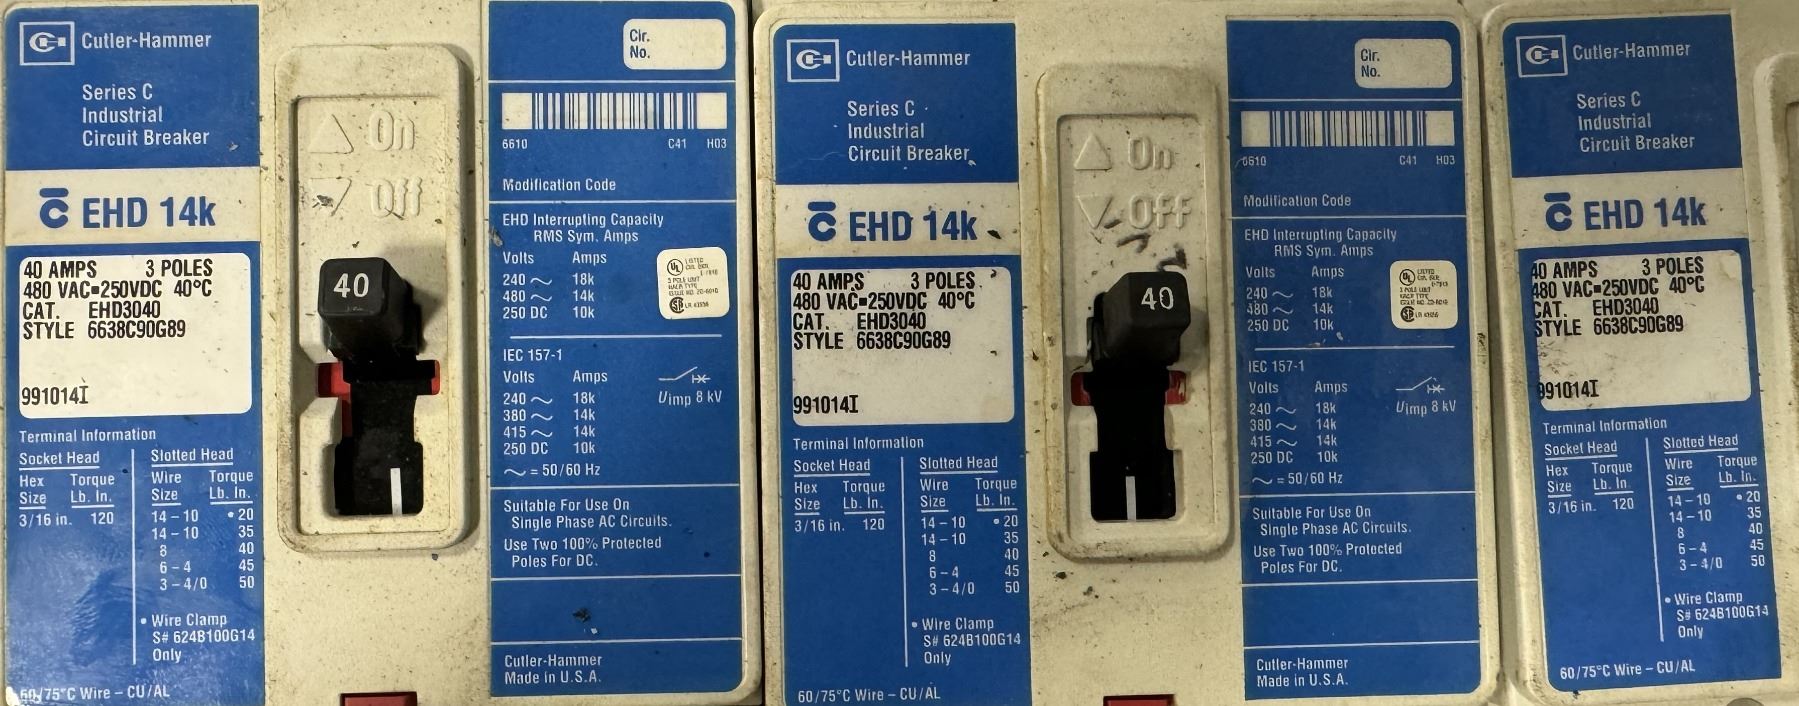 Cutler-Hammer
Series C
Industrial
Circuit Breaker
C EHD 14k
40 AMPS 3 POLES
480 VAC=250VDC 40°C
CAT. EHD3040
STYLE 6638C90G89
991014I
Terminal Information
Socket Head Slotted Head
Hex Torque Wire Torque
Size Lb. In. Size Lb. In.
3/16 in. 120 14-10 •20
14-10 35
8 40
6-4 45
3-4/0 50
• Wire Clamp
S# 624B100G14
Only
60/75°C Wire - CU/AL
On
Off
40
Cir.
No.
6610 C41 H03
Modification Code
EHD Interrupting Capacity
RMS Sym. Amps
Volts Amps
240 ~ 18k
480 ~ 14k
250 DC 10k
UL LISTED
IEC 157-1
Volts Amps
240 ~ 18k
380 ~ 14k
415 ~ 14k
250 DC 10k
Uimp 8 kV
~ = 50/60 Hz
Suitable For Use On
Single Phase AC Circuits.
Use Two 100% Protected
Poles For DC.
Cutler-Hammer
Made in U.S.A.
Cutler-Hammer
Series C
Industrial
Circuit Breaker
C EHD 14k
40 AMPS 3 POLES
480 VAC=250VDC 40°C
CAT. EHD3040
STYLE 6638C90G89
991014I
Terminal Information
Socket Head Slotted Head
Hex Torque Wire Torque
Size Lb. In. Size Lb. In.
3/16 in. 120 14-10 •20
14-10 35
8 40
6-4 45
3-4/0 50
• Wire Clamp
S# 624B100G14
Only
60/75°C Wire - CU/AL
On
Off
40
Cir.
No.
6610 C41 H03
Modification Code
EHD Interrupting Capacity
RMS Sym. Amps
Volts Amps
240 ~ 18k
480 ~ 14k
250 DC 10k
UL LISTED
IEC 157-1
Volts Amps
240 ~ 18k
380 ~ 14k
415 ~ 14k
250 DC 10k
Uimp 8 kV
~ = 50/60 Hz
Suitable For Use On
Single Phase AC Circuits.
Use Two 100% Protected
Poles For DC.
Cutler-Hammer
Made in U.S.A.
Cutler-Hammer
Series C
Industrial
Circuit Breaker
C EHD 14k
40 AMPS 3 POLES
480 VAC=250VDC 40°C
CAT. EHD3040
STYLE 6638C90G89
991014I
Terminal Information
Socket Head Slotted Head
Hex Torque Wire Torque
Size Lb. In. Size Lb. In.
3/16 in. 120 14-10 •20
14-10 35
8 40
6-4 45
3-4/0 50
• Wire Clamp
S# 624B100G14
Only
60/75°C Wire - CU/AL